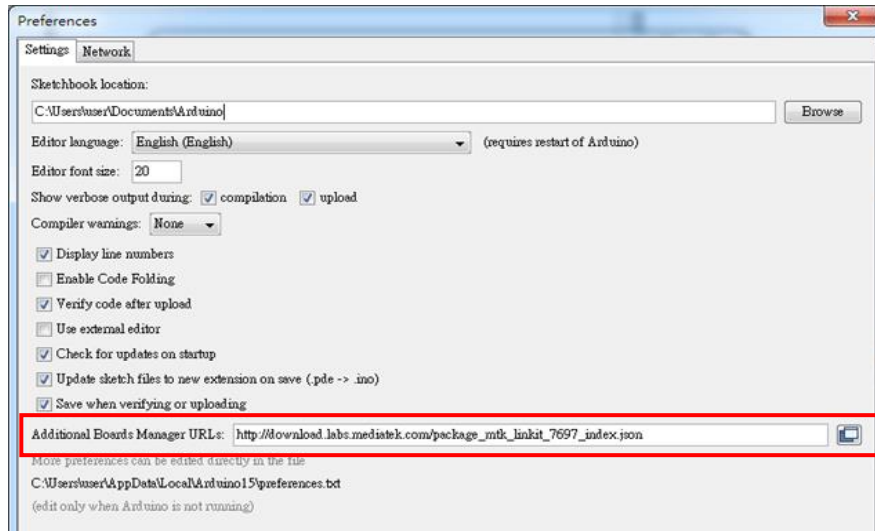 Preferences
Settings Network
Sketchbook location:
C:\Users\user\Documents\Arduino
Browse
Editor language: English (English) (requires restart of Arduino)
Editor font size: 20
Show verbose output during: compilation upload
Compiler warnings: None
Display line numbers
Enable Code Folding
Verify code after upload
Use external editor
Check for updates on startup
Update sketch files to new extension on save (.pde -> .ino)
Save when verifying or uploading
Additional Boards Manager URLs: http://download.labs.mediatek.com/package_mtk_linkit_7697_index.json
More preferences can be edited directly in the file
C:\Users\user\AppData\Local\Arduino15\preferences.txt
(edit only when Arduino is not running)